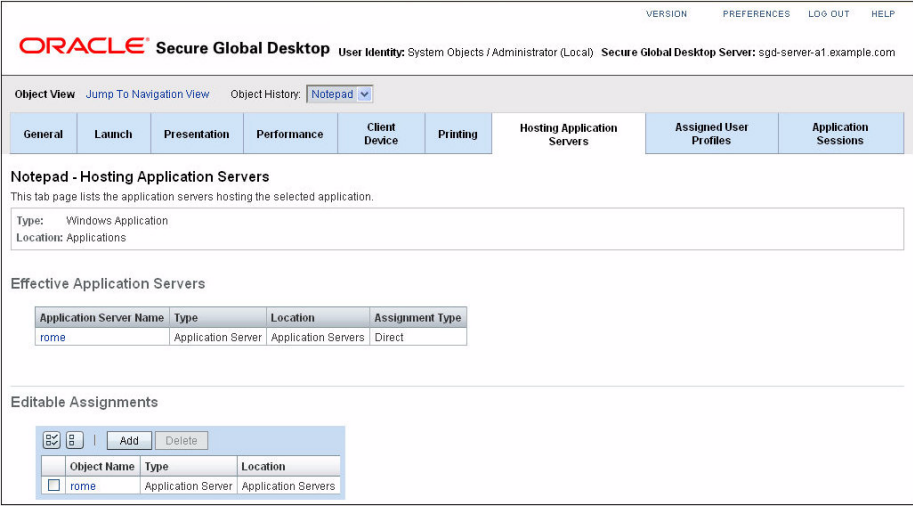 VERSION PREFERENCES LOG OUT HELP
ORACLE Secure Global Desktop User Identity: System Objects / Administrator (Local) Secure Global Desktop Server: sgd-server-a1.example.com
Object View Jump To Navigation View Object History: Notepad
General Launch Presentation Performance Client Device Printing Hosting Application Servers Assigned User Profiles Application Sessions
Notepad - Hosting Application Servers
This tab page lists the application servers hosting the selected application.
Type: Windows Application
Location: Applications
Effective Application Servers
Application Server Name Type Location Assignment Type
rome Application Server Application Servers Direct
Editable Assignments
Add Delete
Object Name Type Location
rome Application Server Application Servers